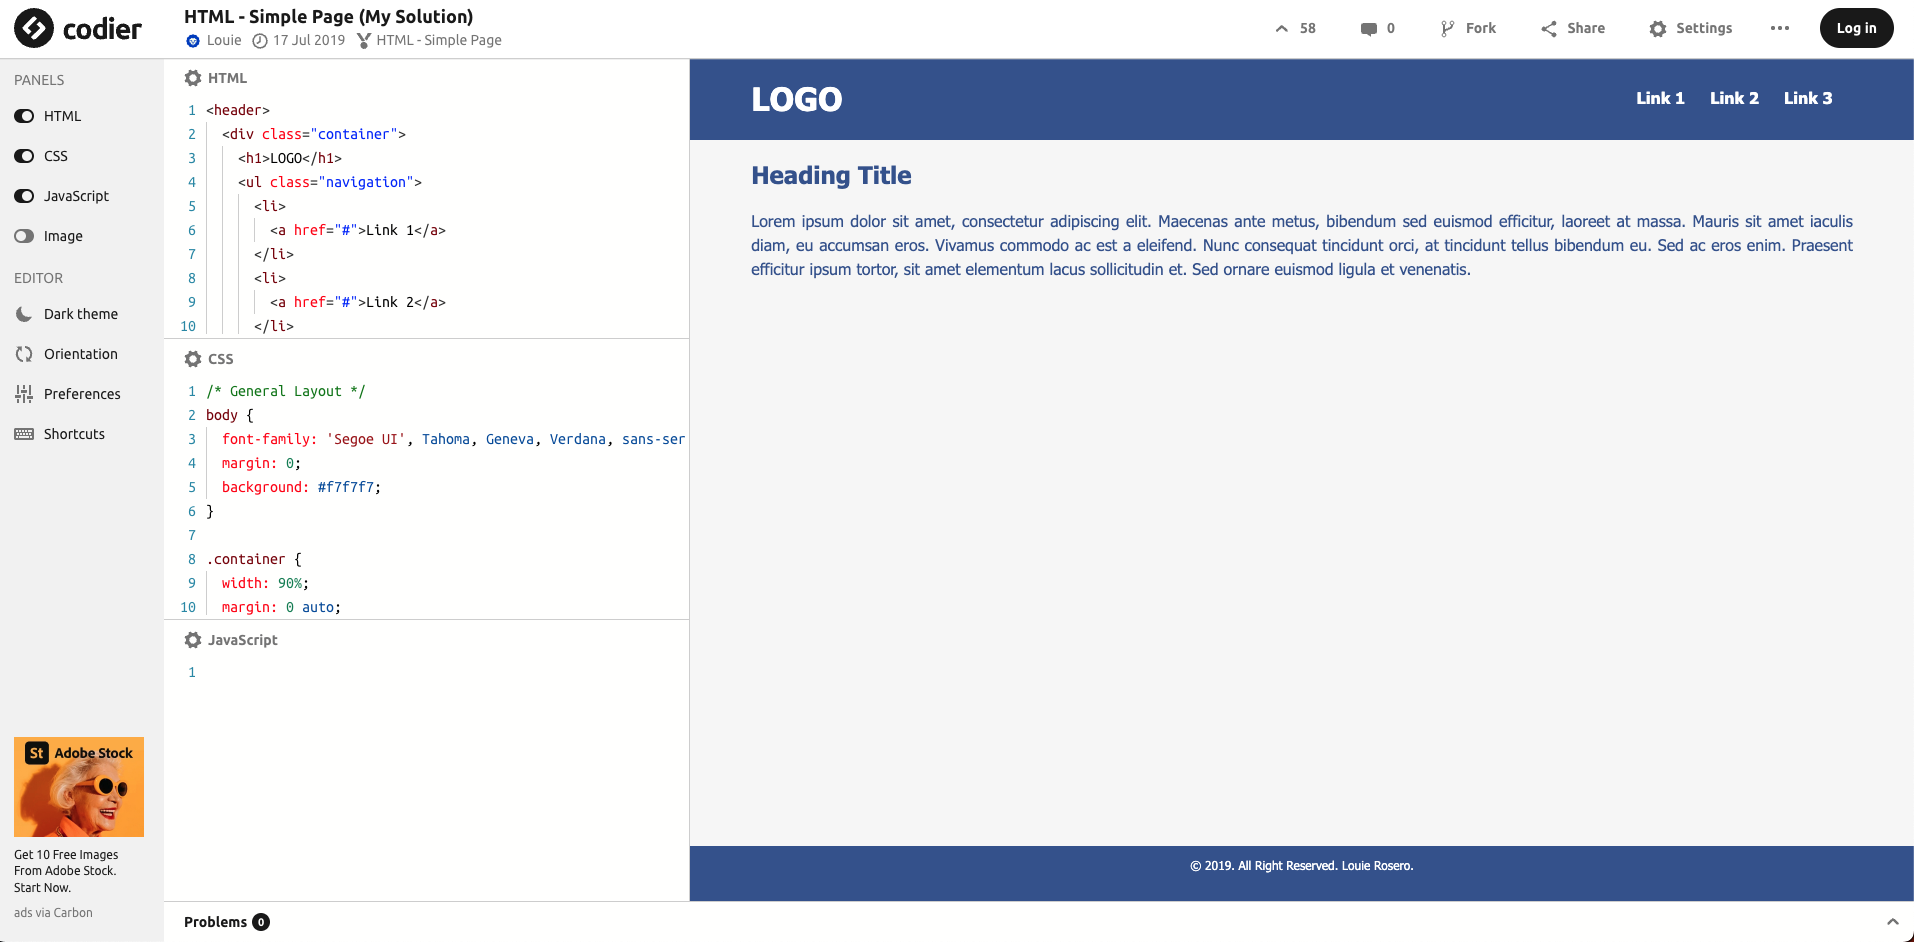 codier
HTML - Simple Page (My Solution)
Louie 17 Jul 2019 HTML - Simple Page
58 0 Fork Share Settings Log in
PANELS
HTML
CSS
JavaScript
Image
EDITOR
Dark theme
Orientation
Preferences
Shortcuts
St Adobe Stock
Get 10 Free Images
From Adobe Stock.
Start Now.
ads via Carbon
HTML
1 <header>
2 <div class="container">
3 <h1>LOGO</h1>
4 <ul class="navigation">
5 <li>
6 <a href="#">Link 1</a>
7 </li>
8 <li>
9 <a href="#">Link 2</a>
10 </li>
CSS
1 /* General Layout */
2 body {
3 font-family: 'Segoe UI', Tahoma, Geneva, Verdana, sans-ser
4 margin: 0;
5 background: #f7f7f7;
6 }
7
8 .container {
9 width: 90%;
10 margin: 0 auto;
JavaScript
1
LOGO
Link 1 Link 2 Link 3
Heading Title
Lorem ipsum dolor sit amet, consectetur adipiscing elit. Maecenas ante metus, bibendum sed euismod efficitur, laoreet at massa. Mauris sit amet iaculis
diam, eu accumsan eros. Vivamus commodo ac est a eleifend. Nunc consequat tincidunt orci, at tincidunt tellus bibendum eu. Sed ac eros enim. Praesent
efficitur ipsum tortor, sit amet elementum lacus sollicitudin et. Sed ornare euismod ligula et venenatis.
© 2019. All Right Reserved. Louie Rosero.
Problems 0